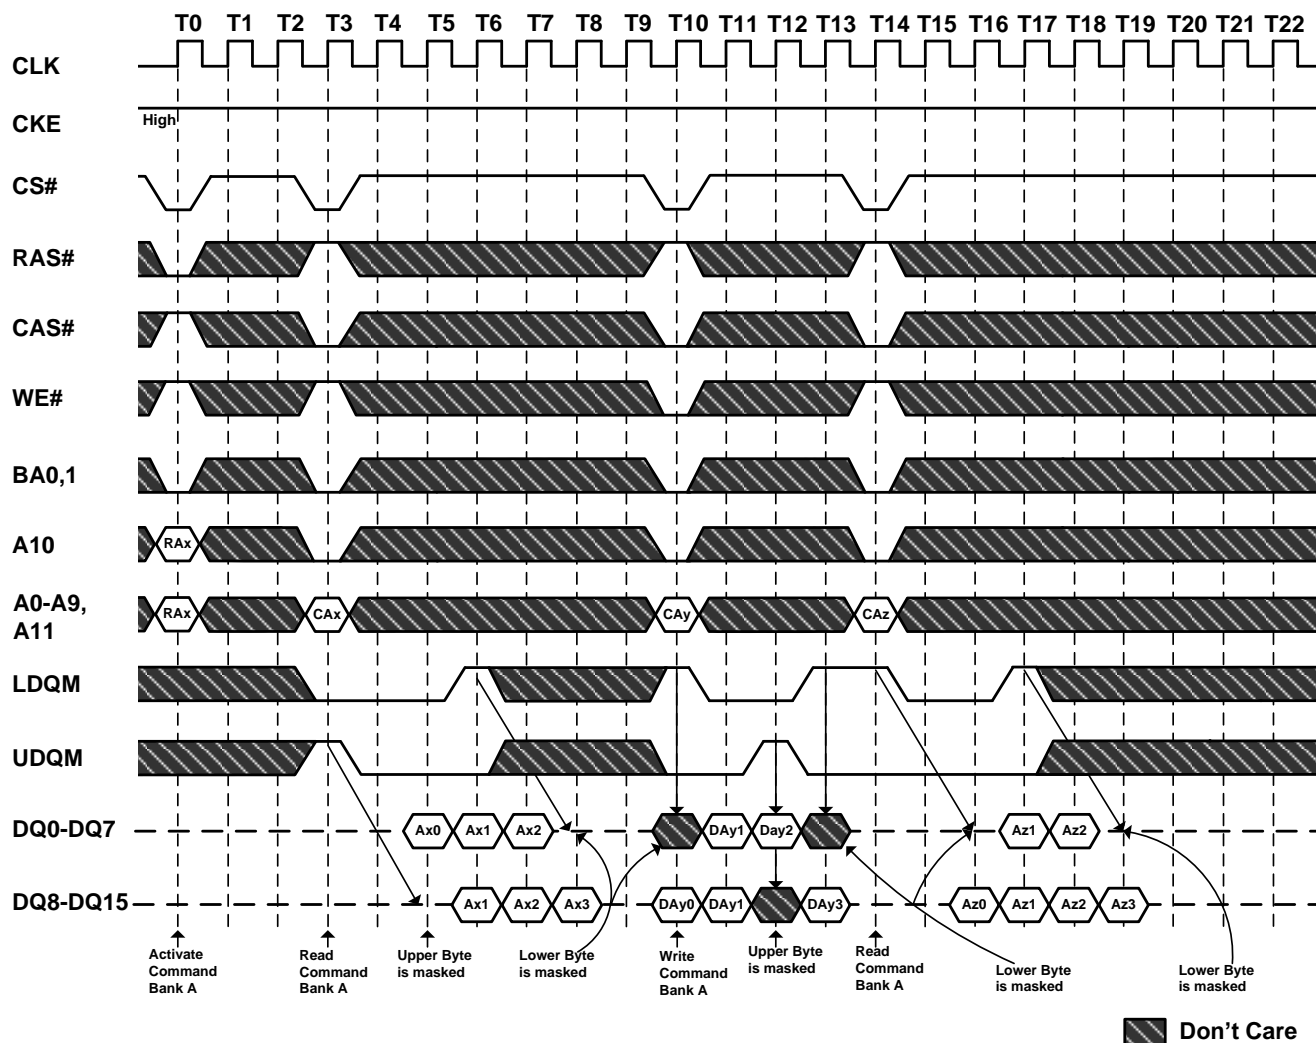 T0 T1 T2 T3 T4 T5 T6 T7 T8 T9 T10 T11 T12 T13 T14 T15 T16 T17 T18 T19 T20 T21 T22
CLK
CKE
High
CS#
RAS#
CAS#
WE#
BA0,1
A10
RAx
A0-A9,
A11
RAx CAx CAy CAz
LDQM
UDQM
DQ0-DQ7
Ax0 Ax1 Ax2 DAy1 Day2 Az1 Az2
DQ8-DQ15
Ax1 Ax2 Ax3 DAy0 DAy1 DAy3 Az0 Az1 Az2 Az3
Activate
Command
Bank A
Read
Command
Bank A
Upper Byte
is masked
Lower Byte
is masked
Write
Command
Bank A
Upper Byte
is masked
Read
Command
Bank A
Lower Byte
is masked
Lower Byte
is masked
Don't Care